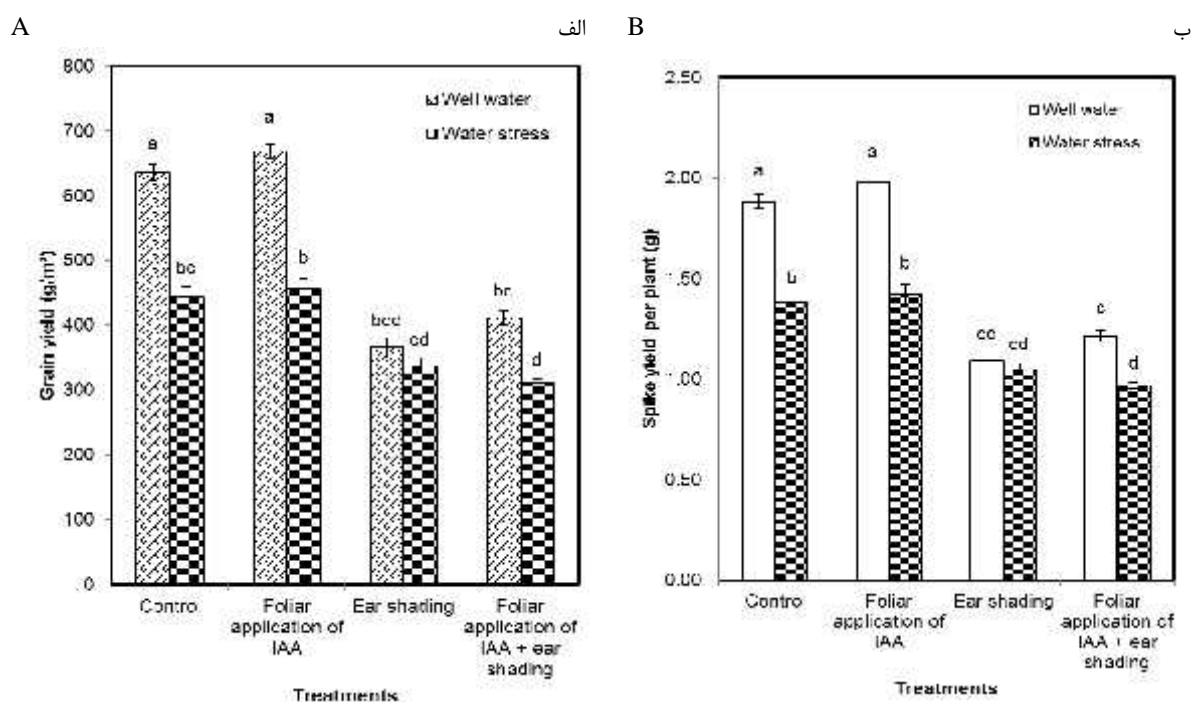 A
الف
800
700
600
500
400
300
200
100
0
Grain yield (g/m²)
Well water
Water stress
a
bc
a
b
bcd
cd
bc
d
Control
Foliar
application of
IAA
Ear shading
Foliar
application of
IAA + ear
shading
Treatments
B
ب
2.50
2.00
1.50
1.00
0.50
0.00
Spike yield per plant (g)
Well water
Water stress
a
b
a
b
cd
c
d
Control
Foliar
application of
IAA
Ear shading
Foliar
application of
IAA + ear
shading
Treatments